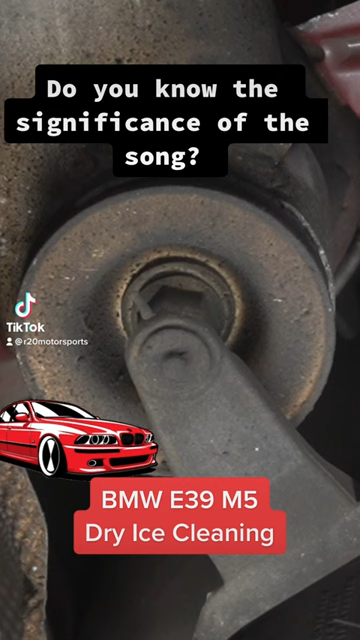 Do you know the
significance of the
song?
TikTok
@r20motorsports
BMW E39 M5
Dry Ice Cleaning